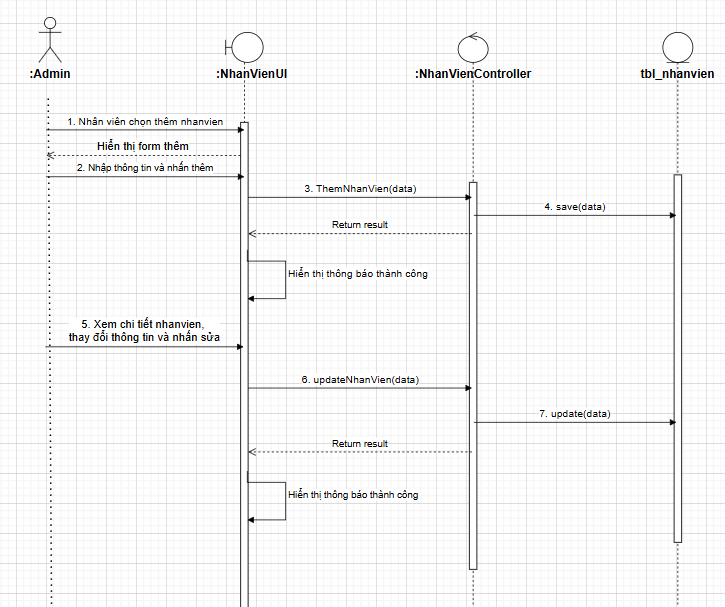 :Admin
:NhanVienUI
:NhanVienController
tbl_nhanvien
1. Nhân viên chọn thêm nhanvien
Hiển thị form thêm
2. Nhập thông tin và nhấn thêm
3. ThemNhanVien(data)
4. save(data)
Return result
Hiển thị thông báo thành công
5. Xem chi tiết nhanvien,
thay đổi thông tin và nhấn sửa
6. updateNhanVien(data)
7. update(data)
Return result
Hiển thị thông báo thành công